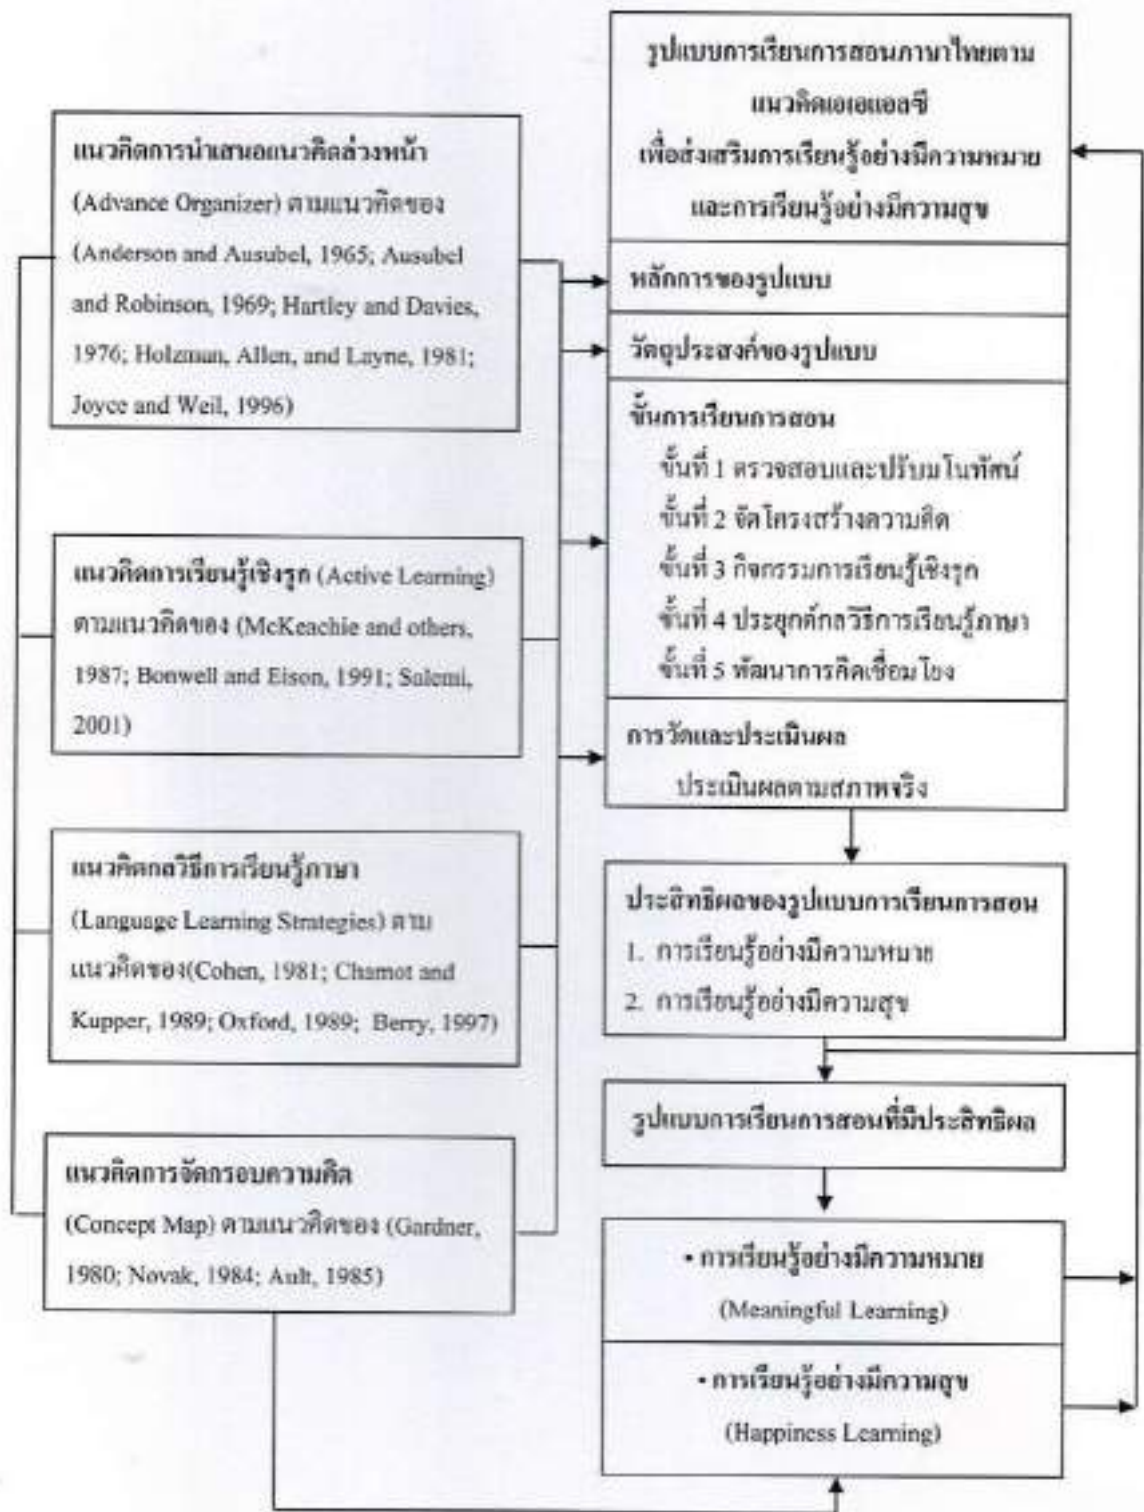 แนวคิดการนำเสนอแนวคิดล่วงหน้า
(Advance Organizer) ตามแนวคิดของ
(Anderson and Ausubel, 1965; Ausubel
and Robinson, 1969; Hartley and Davies,
1976; Holzman, Allen, and Layne, 1981;
Joyce and Weil, 1996)
แนวคิดการเรียนรู้เชิงรุก (Active Learning)
ตามแนวคิดของ (McKeachie and others,
1987; Bonwell and Eison, 1991; Salemi,
2001)
แนวคิดกลวิธีการเรียนรู้ภาษา
(Language Learning Strategies) ตาม
แนวคิดของ(Cohen, 1981; Chamot and
Kupper, 1989; Oxford, 1989; Berry, 1997)
แนวคิดการจัดกรอบความคิด
(Concept Map) ตามแนวคิดของ (Gardner,
1980; Novak, 1984; Ault, 1985)
รูปแบบการเรียนการสอนภาษาไทยตาม
แนวคิดเอเอแอลซี
เพื่อส่งเสริมการเรียนรู้อย่างมีความหมาย
และการเรียนรู้อย่างมีความสุข
หลักการของรูปแบบ
วัตถุประสงค์ของรูปแบบ
ขั้นการเรียนการสอน
ขั้นที่ 1 ตรวจสอบและปรับมโนทัศน์
ขั้นที่ 2 จัดโครงสร้างความคิด
ขั้นที่ 3 กิจกรรมการเรียนรู้เชิงรุก
ขั้นที่ 4 ประยุกต์กลวิธีการเรียนรู้ภาษา
ขั้นที่ 5 พัฒนาการคิดเชื่อมโยง
การวัดและประเมินผล
ประเมินผลตามสภาพจริง
ประสิทธิผลของรูปแบบการเรียนการสอน
1. การเรียนรู้อย่างมีความหมาย
2. การเรียนรู้อย่างมีความสุข
รูปแบบการเรียนการสอนที่มีประสิทธิผล
• การเรียนรู้อย่างมีความหมาย
(Meaningful Learning)
• การเรียนรู้อย่างมีความสุข
(Happiness Learning)